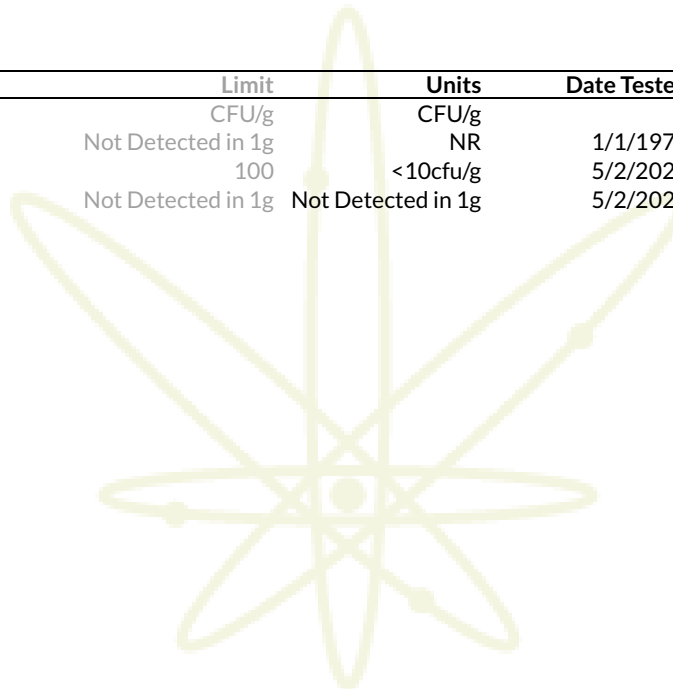 Limit Units Date Teste
CFU/g CFU/g
Not Detected in 1g NR 1/1/197
100 <10cfu/g 5/2/202
Not Detected in 1g Not Detected in 1g 5/2/202